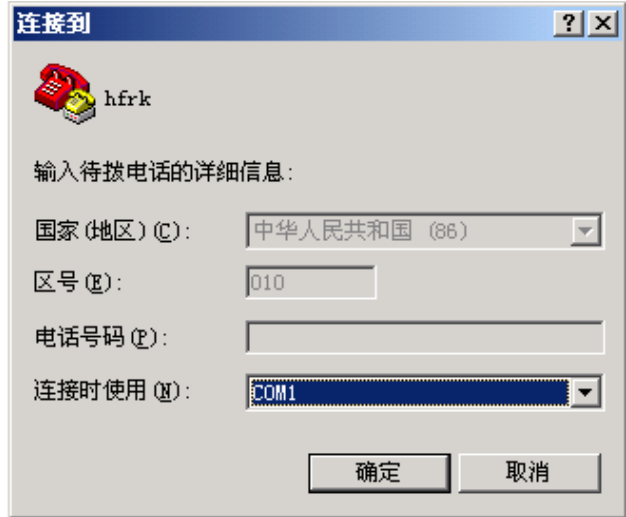 连接到
hfrk
输入待拨电话的详细信息:
国家(地区)(C): 中华人民共和国 (86)
区号(E): 010
电话号码(P):
连接时使用(N): COM1
确定 取消